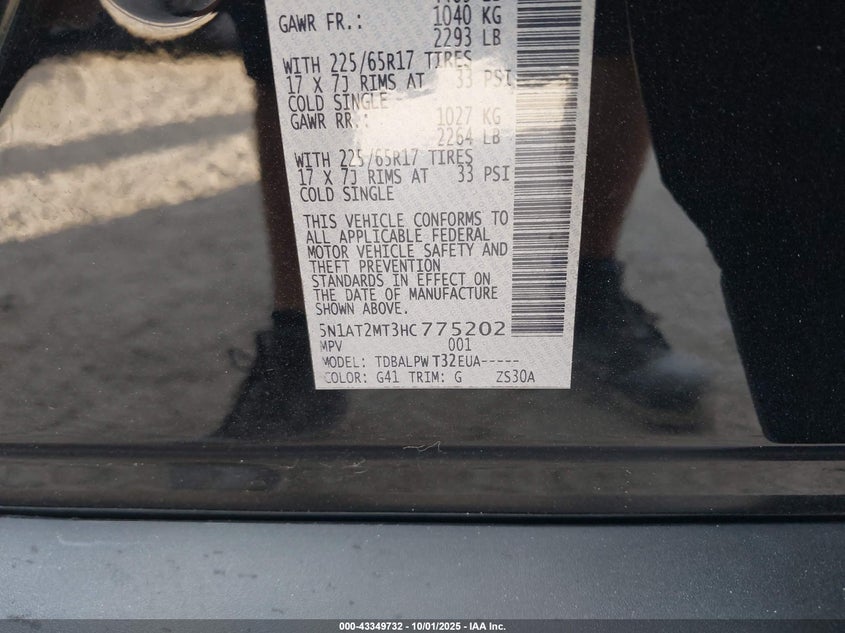 GAWR FR.: 1040 KG
2293 LB
WITH 225/65R17 TIRES
17 X 7J RIMS AT 33 PSI
COLD SINGLE
GAWR RR.: 1027 KG
2264 LB
WITH 225/65R17 TIRES
17 X 7J RIMS AT 33 PSI
COLD SINGLE
THIS VEHICLE CONFORMS TO
ALL APPLICABLE FEDERAL
MOTOR VEHICLE SAFETY AND
THEFT PREVENTION
STANDARDS IN EFFECT ON
THE DATE OF MANUFACTURE
SHOWN ABOVE.
5N1AT2MT3HC775202
MPV 001
MODEL: TDBALPW T32EUA-----
COLOR: G41 TRIM: G ZS30A
000-43349732 - 10/01/2025 - IAA Inc.